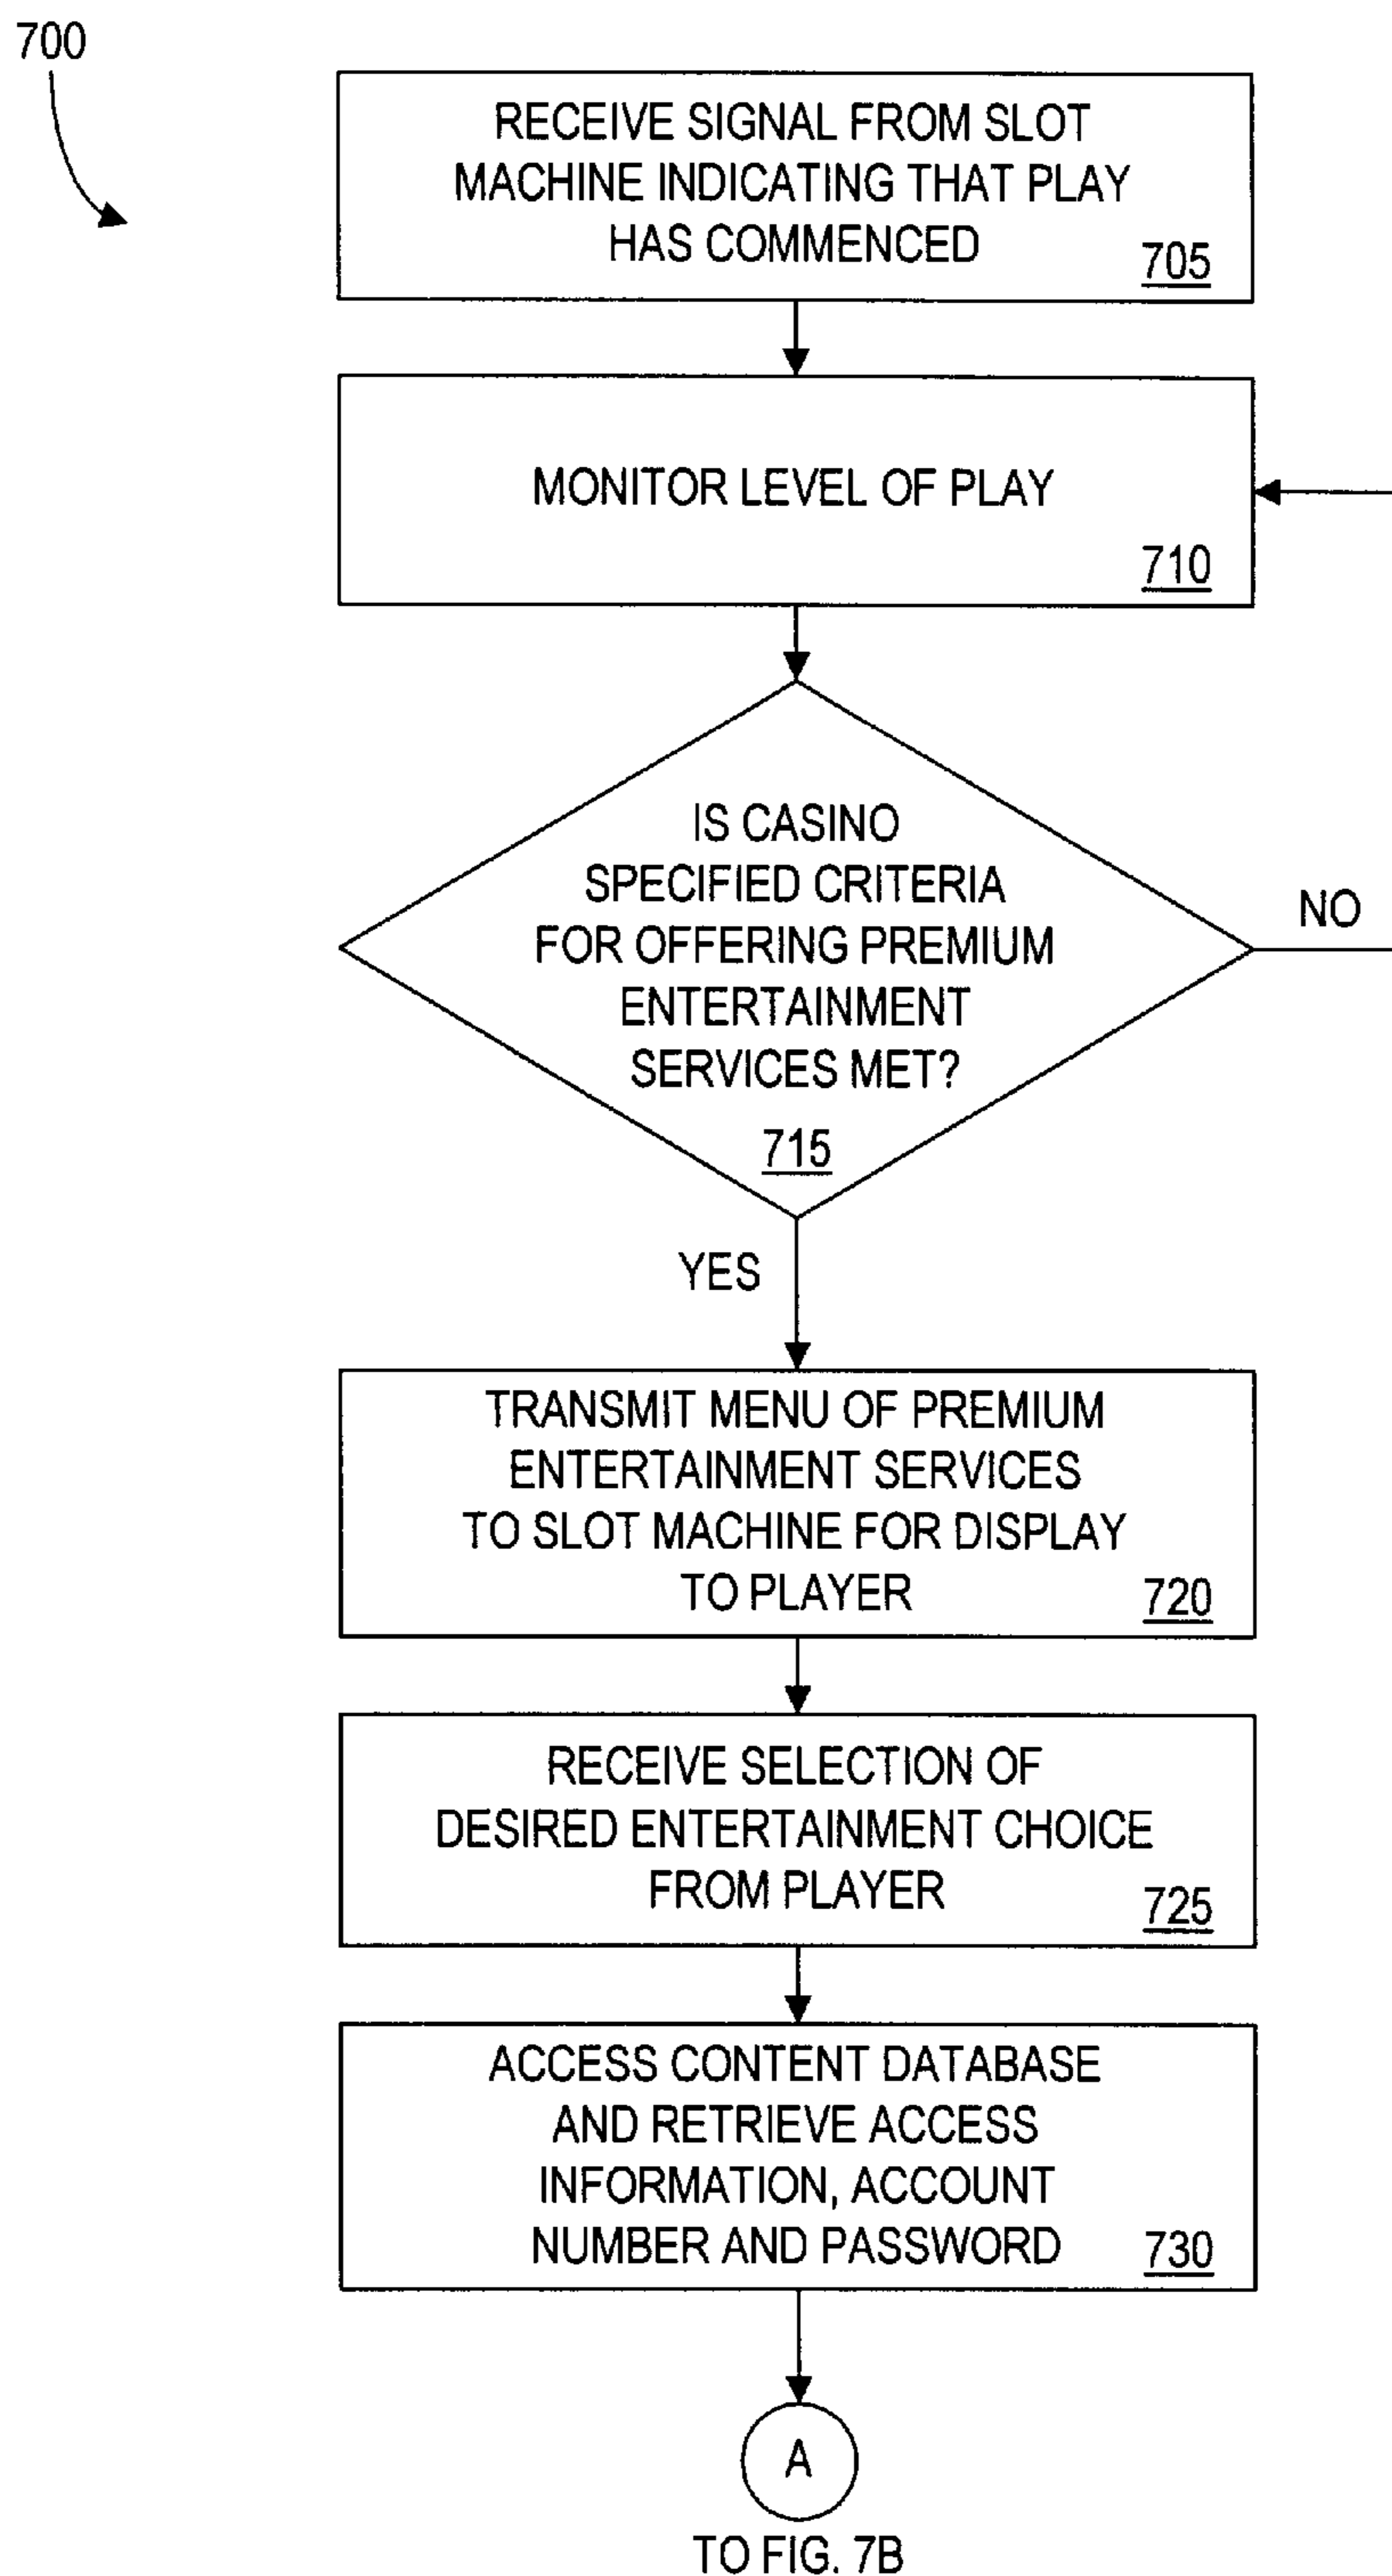 700
RECEIVE SIGNAL FROM SLOT
MACHINE INDICATING THAT PLAY
HAS COMMENCED
705
MONITOR LEVEL OF PLAY
710
IS CASINO
SPECIFIED CRITERIA
FOR OFFERING PREMIUM
ENTERTAINMENT
SERVICES MET?
715
NO
YES
TRANSMIT MENU OF PREMIUM
ENTERTAINMENT SERVICES
TO SLOT MACHINE FOR DISPLAY
TO PLAYER
720
RECEIVE SELECTION OF
DESIRED ENTERTAINMENT CHOICE
FROM PLAYER
725
ACCESS CONTENT DATABASE
AND RETRIEVE ACCESS
INFORMATION, ACCOUNT
NUMBER AND PASSWORD
730
A
TO FIG. 7B